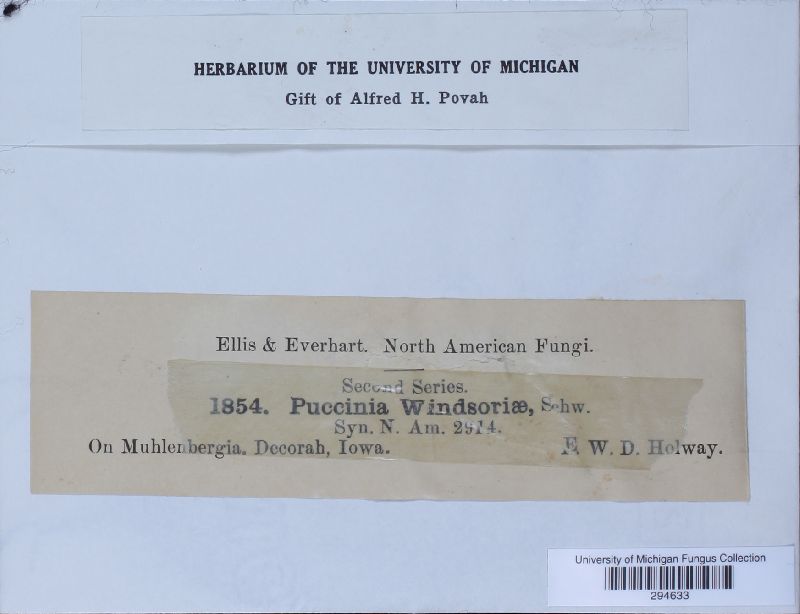 HERBARIUM OF THE UNIVERSITY OF MICHIGAN
Gift of Alfred H. Povah
Ellis & Everhart. North American Fungi.
Second Series.
1854. Puccinia Windsoriæ, Schw.
Syn. N. Am. 2914.
On Muhlenbergia. Decorah, Iowa. E. W. D. Holway.
University of Michigan Fungus Collection
294633